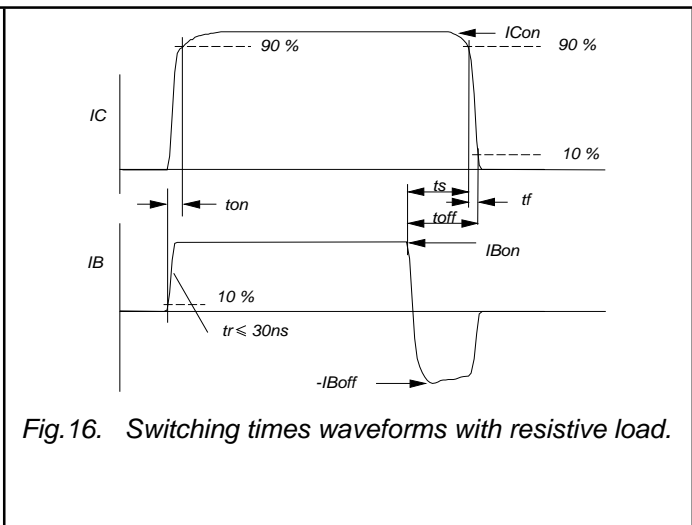 ICon
90 %
90 %
IC
10 %
ts
ton
tf
toff
IBon
IB
10 %
tr ⩽ 30ns
-IBoff
Fig.16. Switching times waveforms with resistive load.